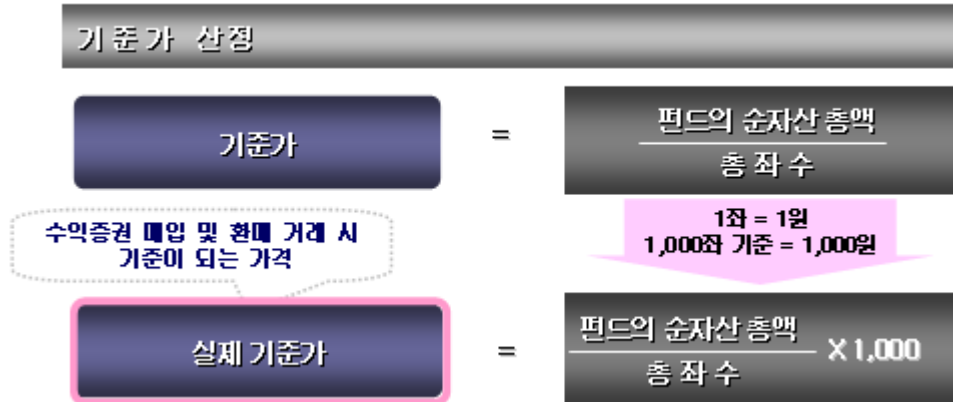 기준가 산정
기준가
=
펀드의 순자산 총액
총 좌 수
수익증권 매입 및 환매 거래 시
기준이 되는 가격
1좌 = 1원
1,000좌 기준 = 1,000원
실제 기준가
=
펀드의 순자산 총액
총 좌 수
X 1,000